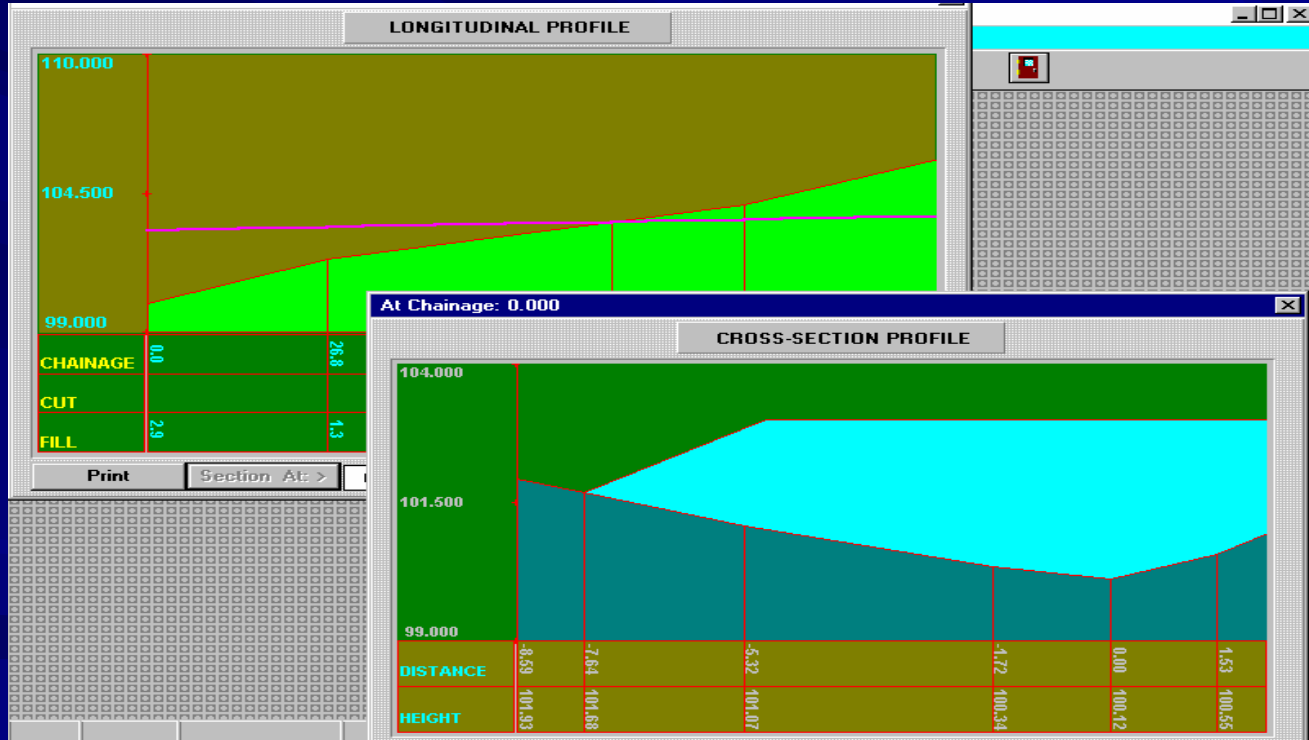 LONGITUDINAL PROFILE
110.000
104.500
99.000
CHAINAGE 0.0 26.8
CUT
FILL 2.9 1.3
Print Section At: >
At Chainage: 0.000
CROSS-SECTION PROFILE
104.000
101.500
99.000
DISTANCE -8.59 -7.64 -5.32 -1.72 0.00 1.53
HEIGHT 101.93 101.68 101.07 100.34 100.12 100.55